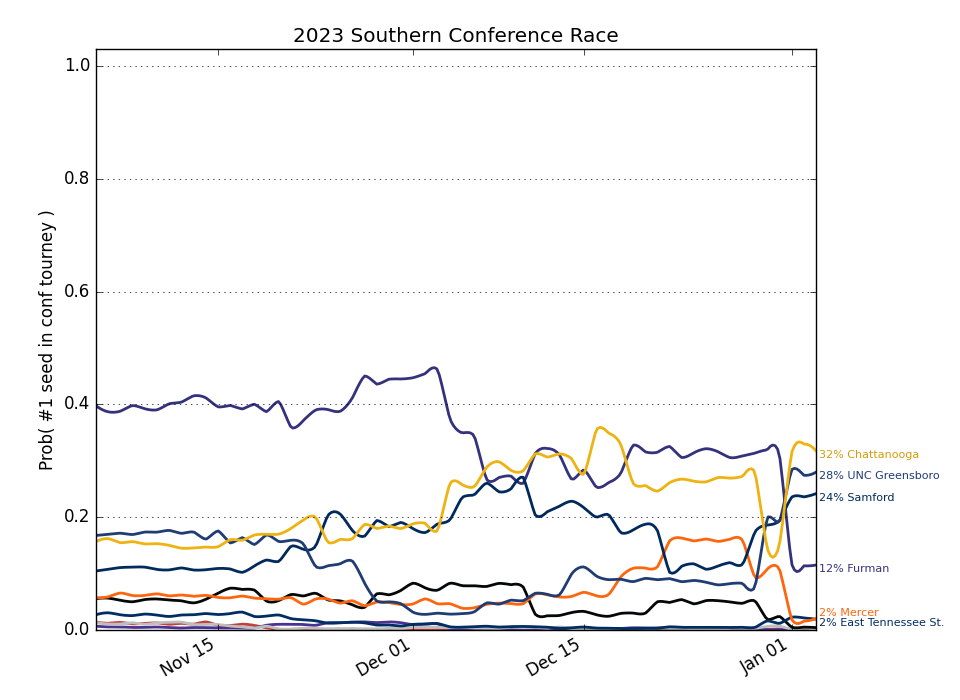 2023 Southern Conference Race
Prob( #1 seed in conf tourney )
1.0
0.8
0.6
0.4
0.2
0.0
Nov 15
Dec 01
Dec 15
Jan 01
32% Chattanooga
28% UNC Greensboro
24% Samford
12% Furman
2% Mercer
2% East Tennessee St.